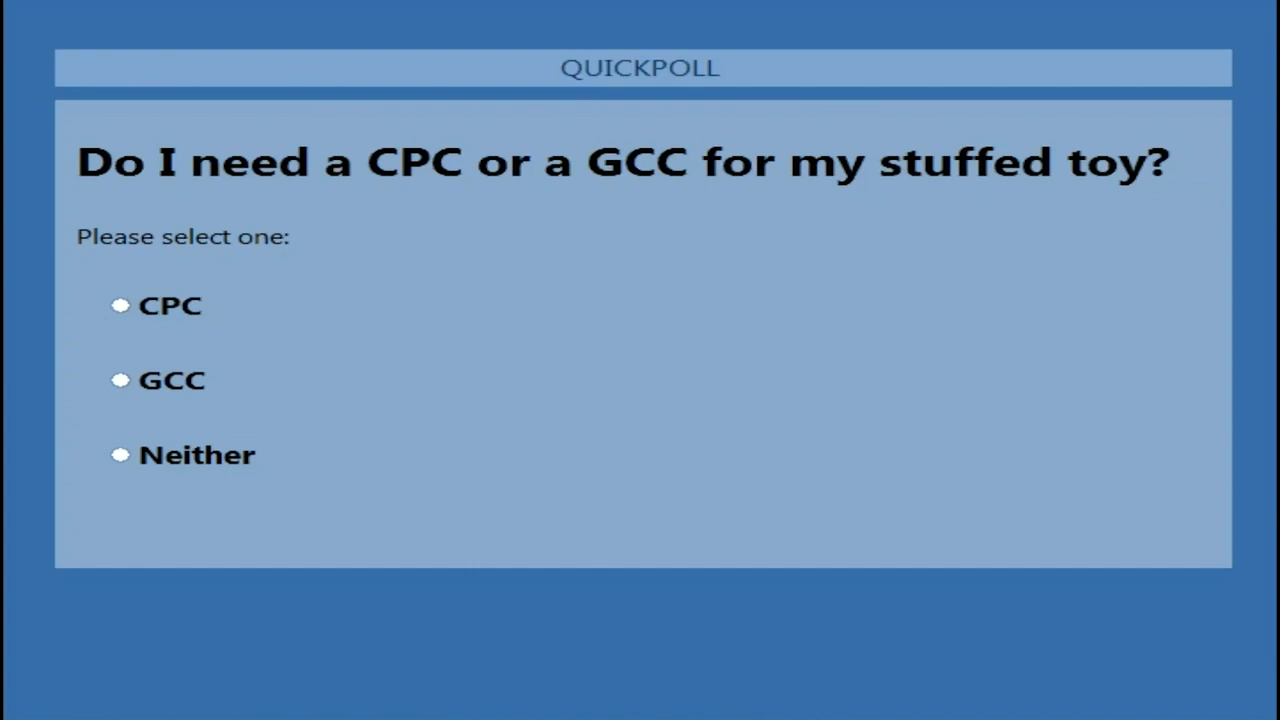 QUICKPOLL
Do I need a CPC or a GCC for my stuffed toy?
Please select one:
CPC
GCC
Neither